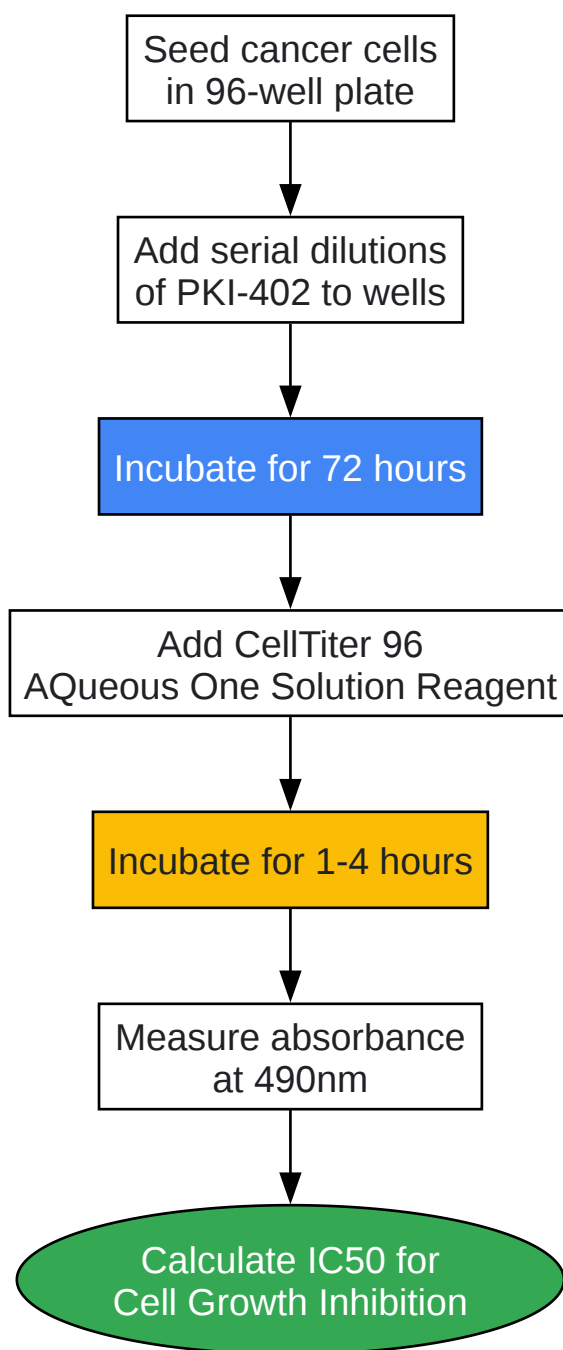 Seed cancer cells
in 96-well plate
Add serial dilutions
of PKI-402 to wells
Incubate for 72 hours
Add CellTiter 96
AQueous One Solution Reagent
Incubate for 1-4 hours
Measure absorbance
at 490nm
Calculate IC50 for
Cell Growth Inhibition